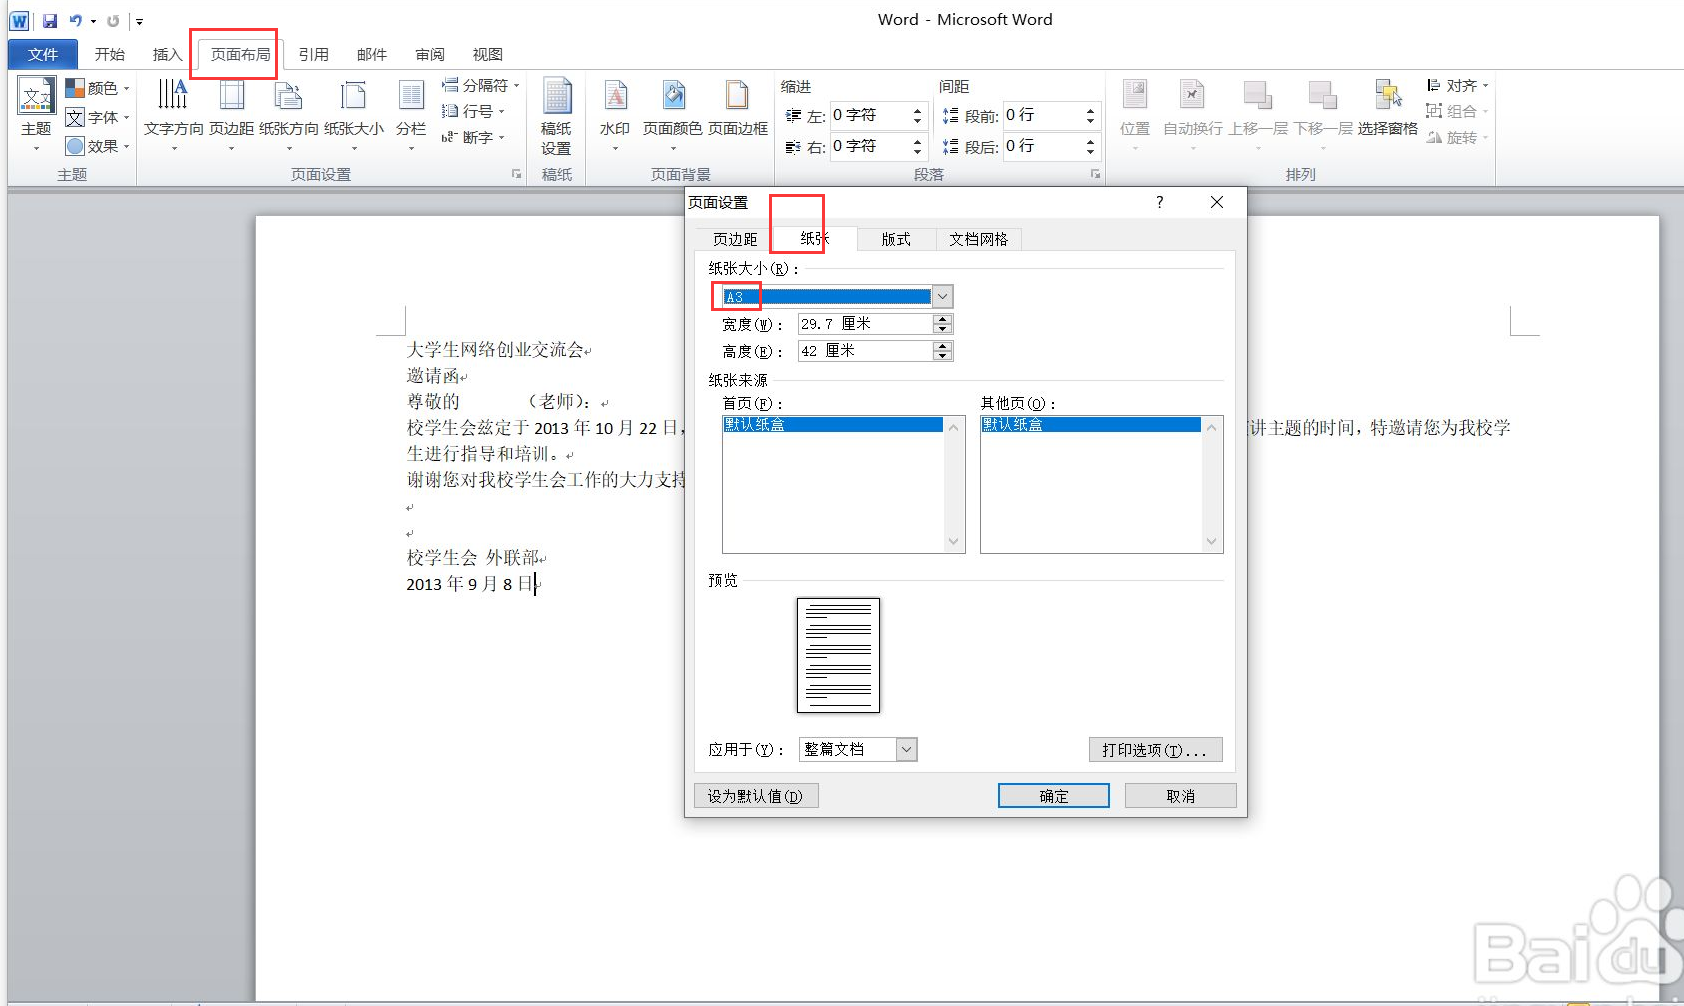 W
Word - Microsoft Word
文件 开始 插入 页面布局 引用 邮件 审阅 视图
文文 主题
颜色
文 字体
效果
主题
文字方向 页边距 纸张方向 纸张大小 分栏
分隔符
行号
断字
页面设置
稿纸
设置
稿纸
水印 页面颜色 页面边框
页面背景
缩进
左: 0 字符
右: 0 字符
间距
段前: 0 行
段后: 0 行
段落
位置 自动换行 上移一层 下移一层 选择窗格
对齐
组合
旋转
排列
大学生网络创业交流会
邀请函
尊敬的 （老师）：
校学生会兹定于 2013 年 10 月 22 日，
讲主题的时间，特邀请您为我校学
生进行指导和培训。
谢谢您对我校学生会工作的大力支持
校学生会 外联部
2013 年 9 月 8 日
页面设置 ?
页边距 纸张 版式 文档网格
纸张大小(R)：
A3
宽度(W)： 29.7 厘米
高度(E)： 42 厘米
纸张来源
首页(F)： 其他页(O)：
默认纸盒 默认纸盒
预览
应用于(Y)： 整篇文档 打印选项(T)...
设为默认值(D) 确定 取消
Baidu